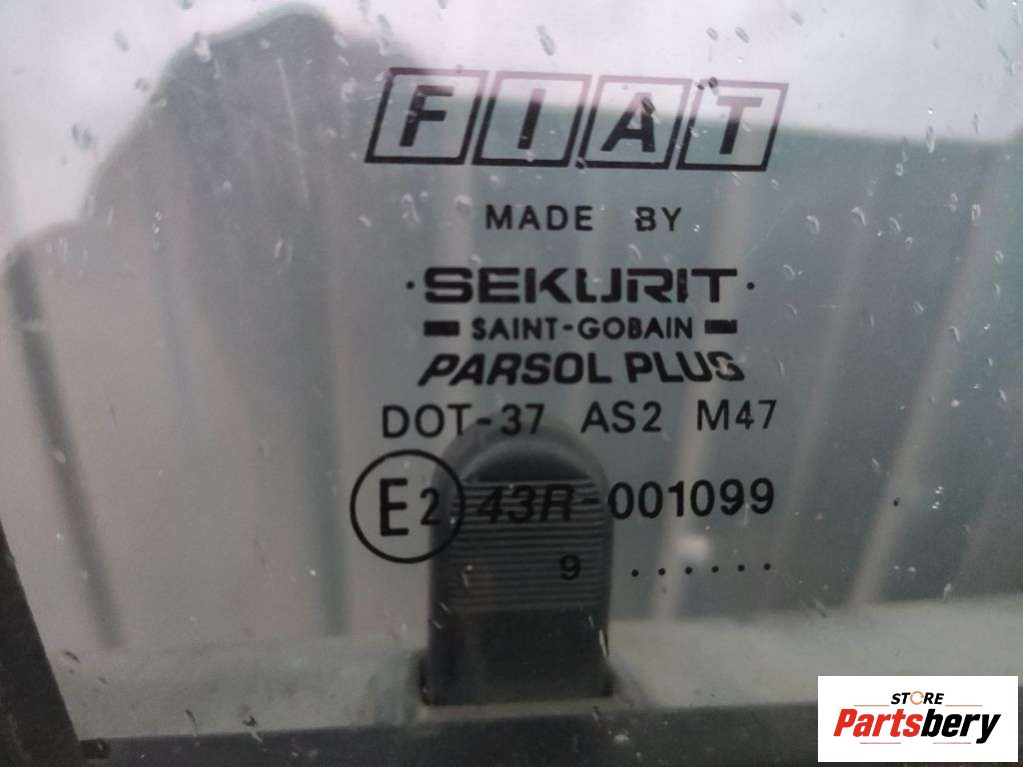 FIAT
MADE BY
·SEKURIT·
SAINT-GOBAIN
PARSOL PLUS
DOT-37 AS2 M47
E2 43R-001099
9 ......
STORE
Partsbery